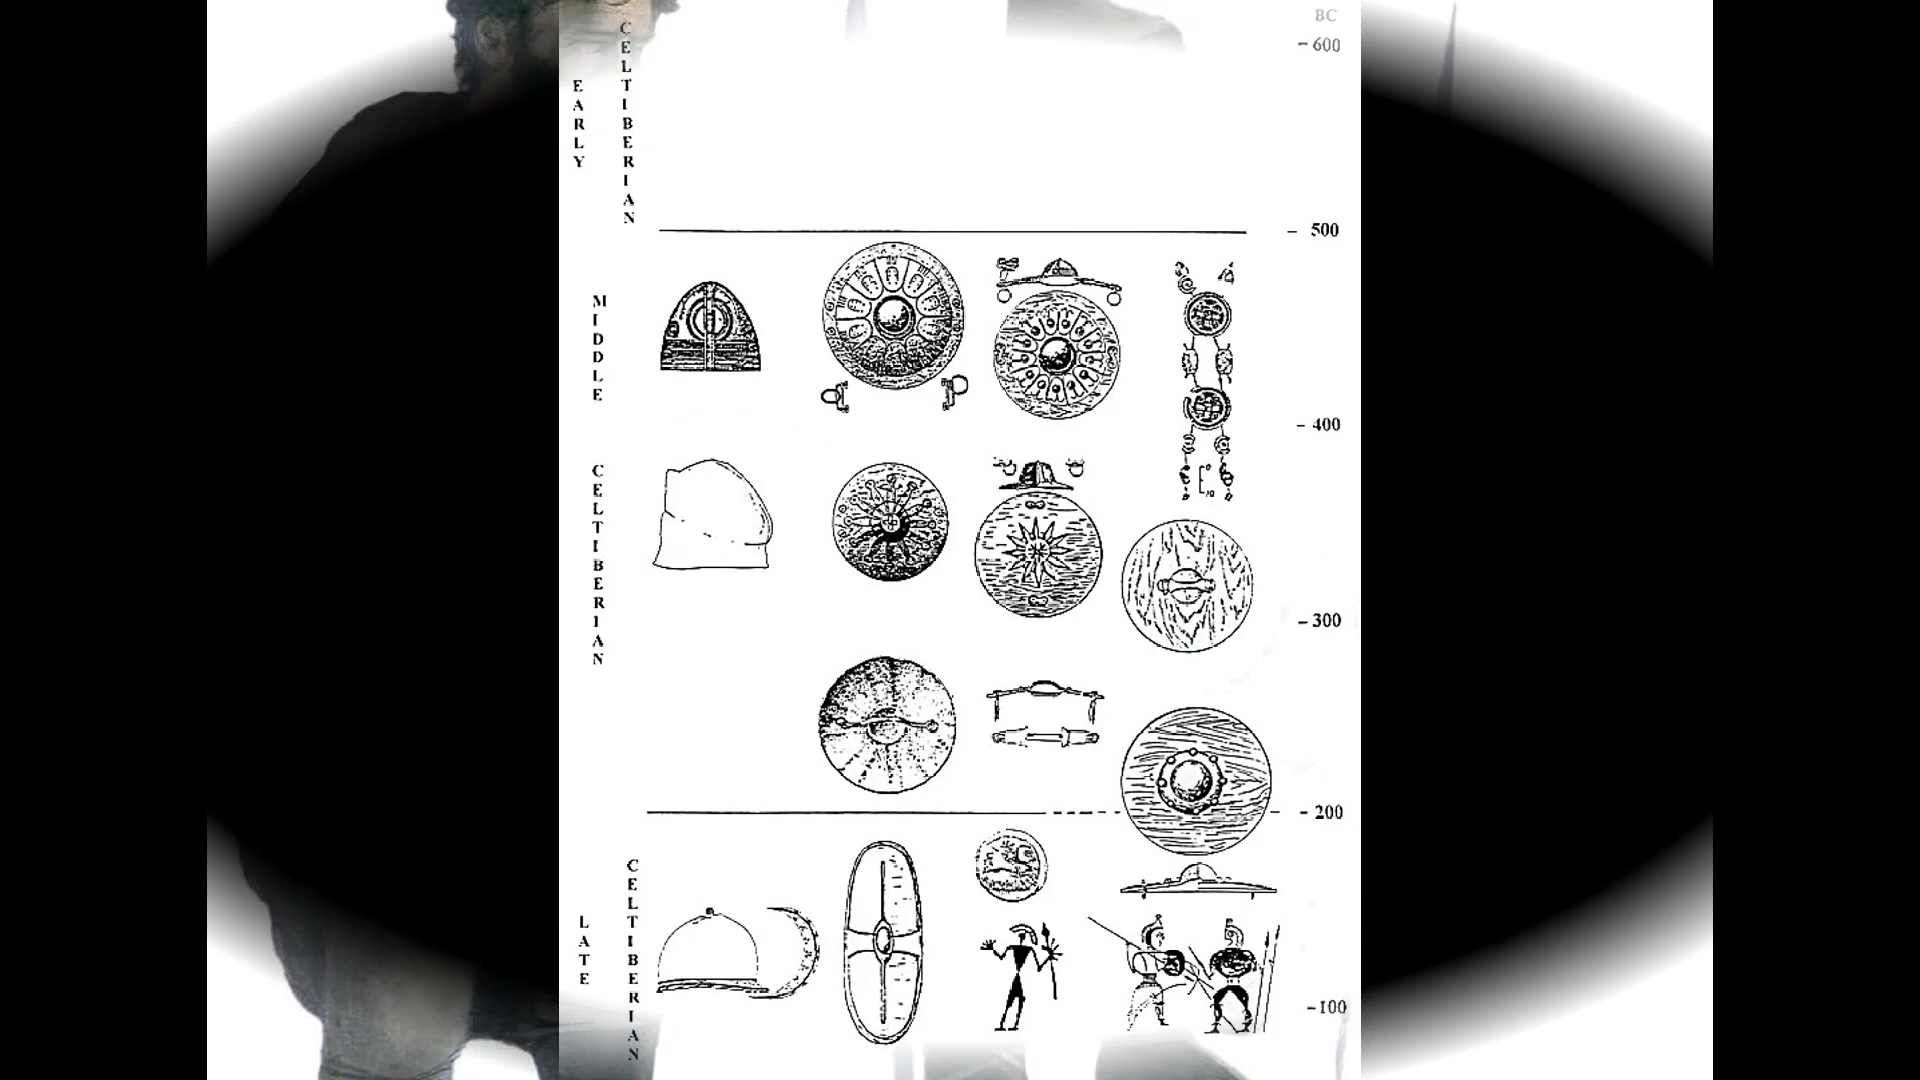 BC
- 600
EARLY
CELTIBERIAN
- 500
MIDDLE
CELTIBERIAN
- 400
- 300
- 200
LATE
CELTIBERIAN
- 100